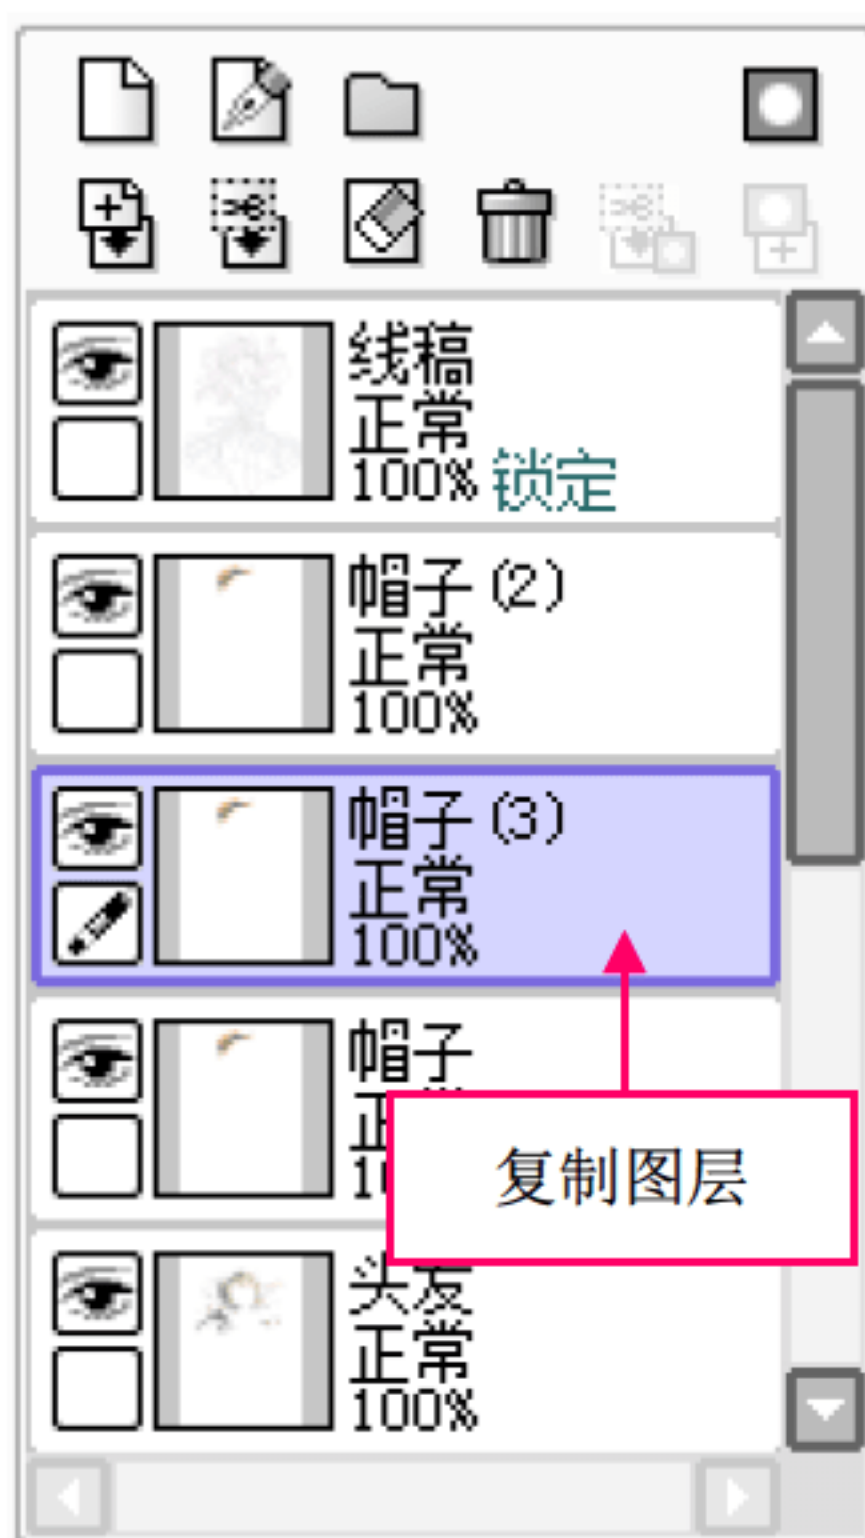 线稿
正常
100% 锁定
帽子 (2)
正常
100%
帽子 (3)
正常
100%
帽子
复制图层
头发
正常
100%